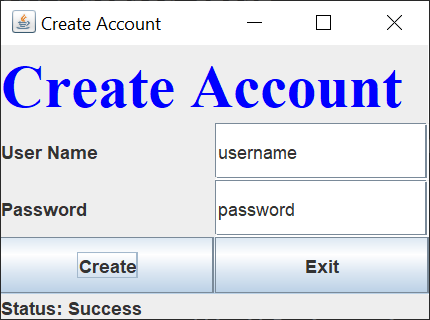 Create Account
Create Account
User Name username
Password password
Create Exit
Status: Success